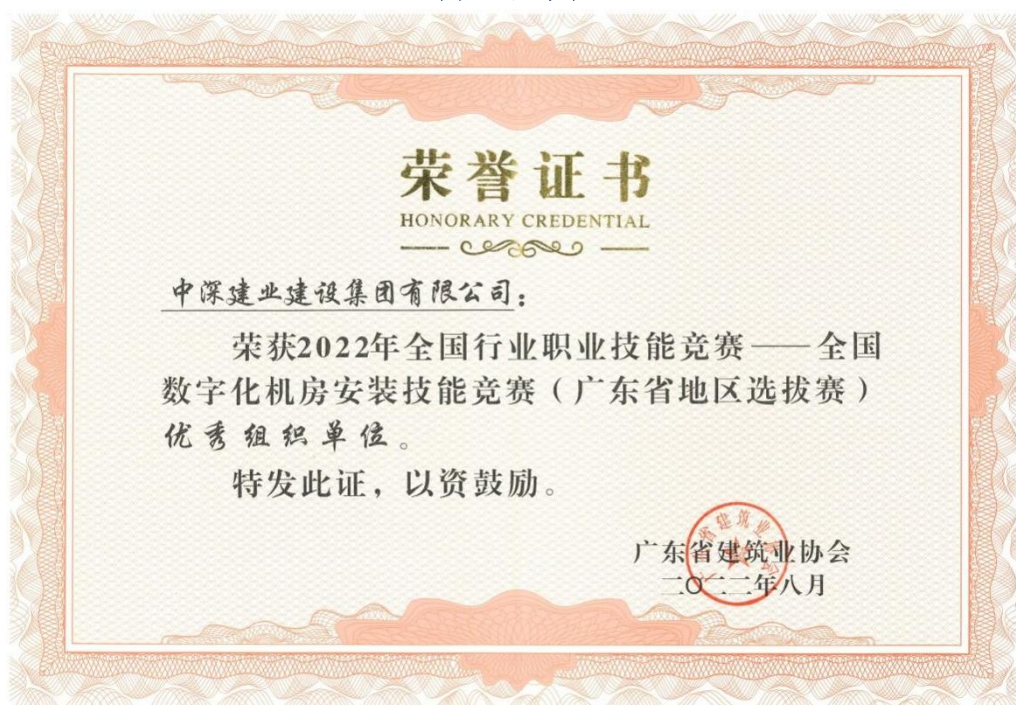 荣誉证书
HONORARY CREDENTIAL
中深建业建设集团有限公司：
荣获2022年全国行业职业技能竞赛——全国
数字化机房安装技能竞赛（广东省地区选拔赛）
优秀组织单位。
特发此证，以资鼓励。
广东省建筑业协会
二〇二二年八月